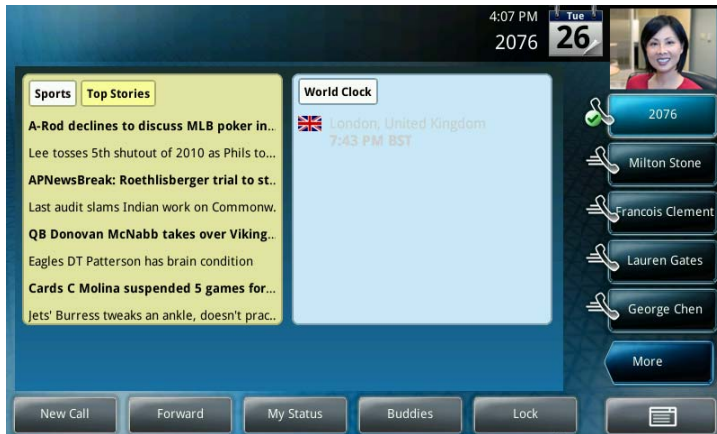 4:07 PM
2076
Tue
26
Sports
Top Stories
A-Rod declines to discuss MLB poker in..
Lee tosses 5th shutout of 2010 as Phils to...
APNewsBreak: Roethlisberger trial to st..
Last audit slams Indian work on Commonw.
QB Donovan McNabb takes over Viking..
Eagles DT Patterson has brain condition
Cards C Molina suspended 5 games for...
Jets' Burress tweaks an ankle, doesn't prac..
World Clock
London, United Kingdom
7:43 PM BST
2076
Milton Stone
Francois Clement
Lauren Gates
George Chen
More
New Call
Forward
My Status
Buddies
Lock